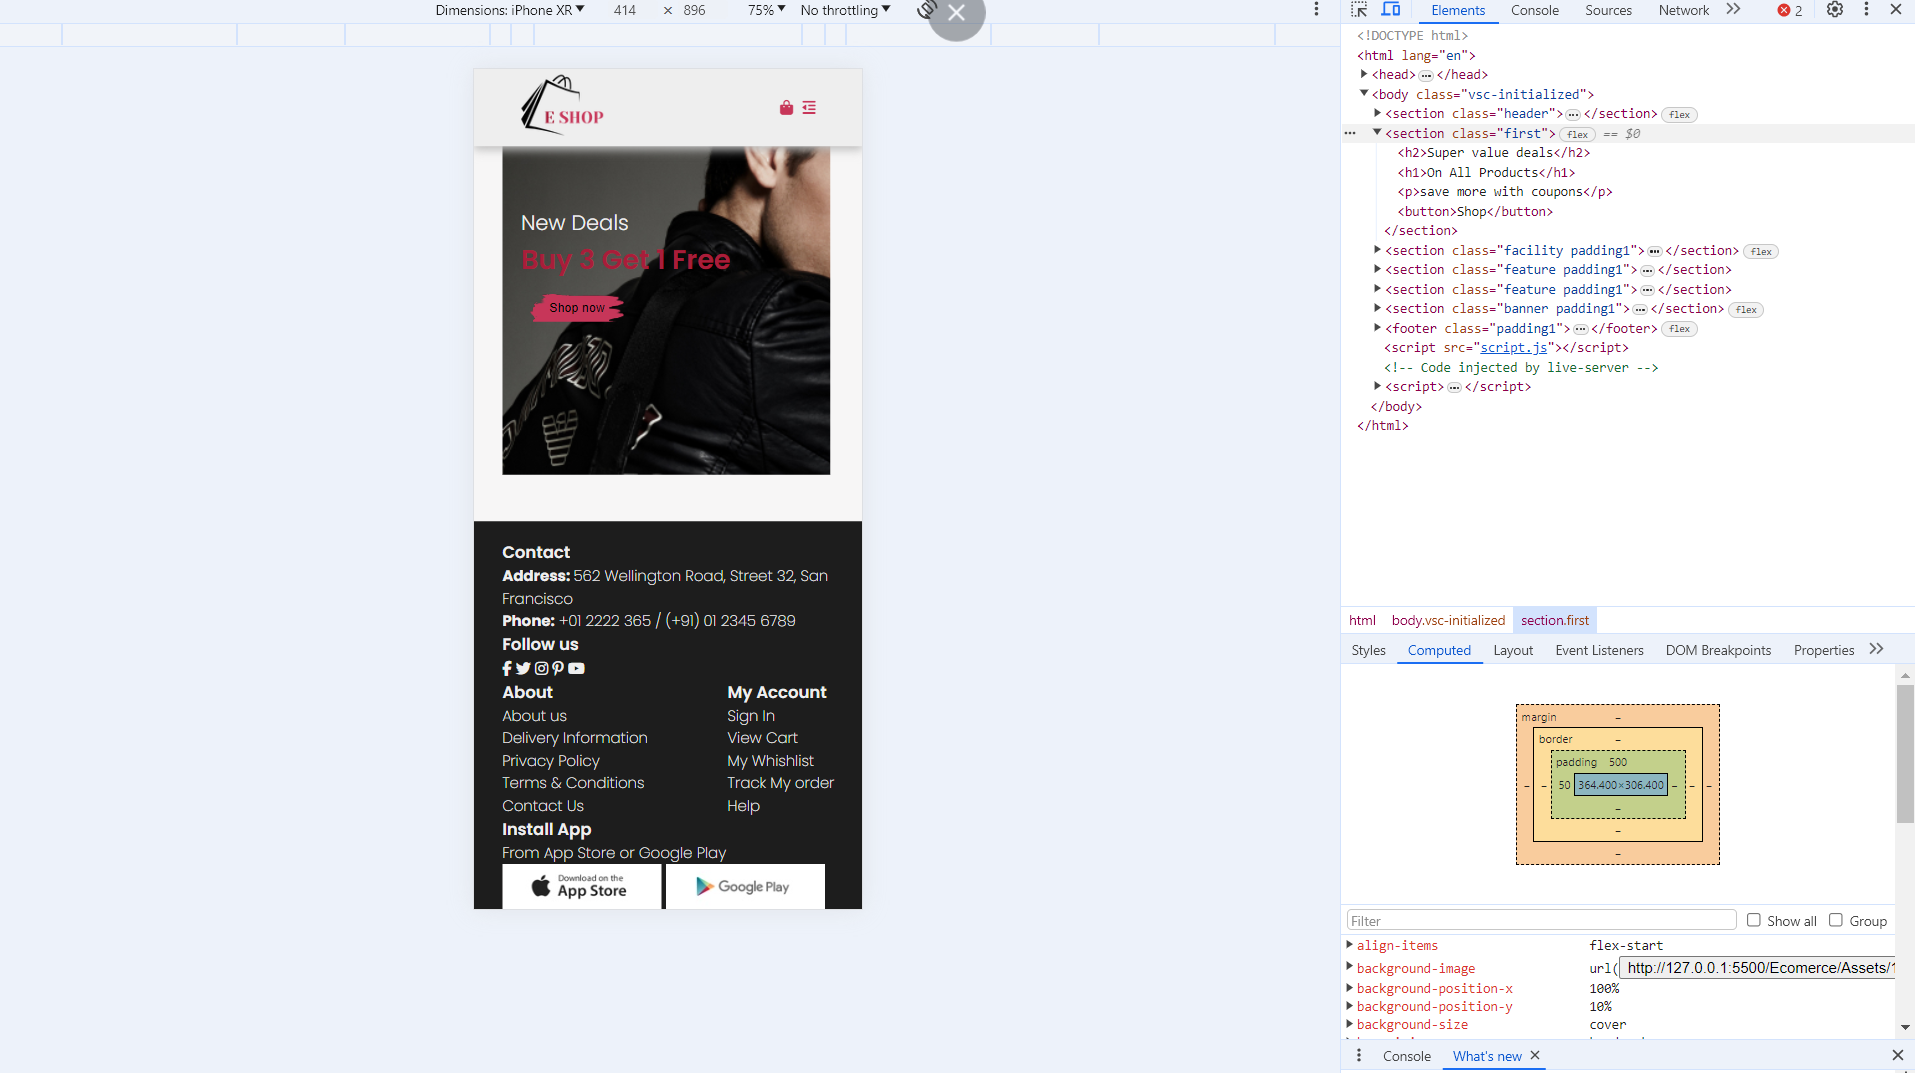 Dimensions: iPhone XR 414 × 896 75% No throttling
E SHOP
New Deals
Buy 3 Get 1 Free
Shop now
Contact
Address: 562 Wellington Road, Street 32, San
Francisco
Phone: +01 2222 365 / (+91) 01 2345 6789
Follow us
About
About us
Delivery Information
Privacy Policy
Terms & Conditions
Contact Us
My Account
Sign In
View Cart
My Whishlist
Track My order
Help
Install App
From App Store or Google Play
Download on the
App Store
Google Play
Elements Console Sources Network 2
<!DOCTYPE html>
<html lang="en">
<head>…</head>
<body class="vsc-initialized">
<section class="header">…</section> flex
… <section class="first"> flex == $0
<h2>Super value deals</h2>
<h1>On All Products</h1>
<p>save more with coupons</p>
<button>Shop</button>
</section>
<section class="facility padding1">…</section> flex
<section class="feature padding1">…</section>
<section class="feature padding1">…</section>
<section class="banner padding1">…</section> flex
<footer class="padding1">…</footer> flex
<script src="script.js"></script>
<!-- Code injected by live-server -->
<script>…</script>
</body>
</html>
html body.vsc-initialized section.first
Styles Computed Layout Event Listeners DOM Breakpoints Properties
margin –
border –
padding 500
– – 50 364.400×306.400 – – –
–
–
–
Filter Show all Group
align-items flex-start
background-image url( http://127.0.0.1:5500/Ecomerce/Assets/1
background-position-x 100%
background-position-y 10%
background-size cover
Console What's new